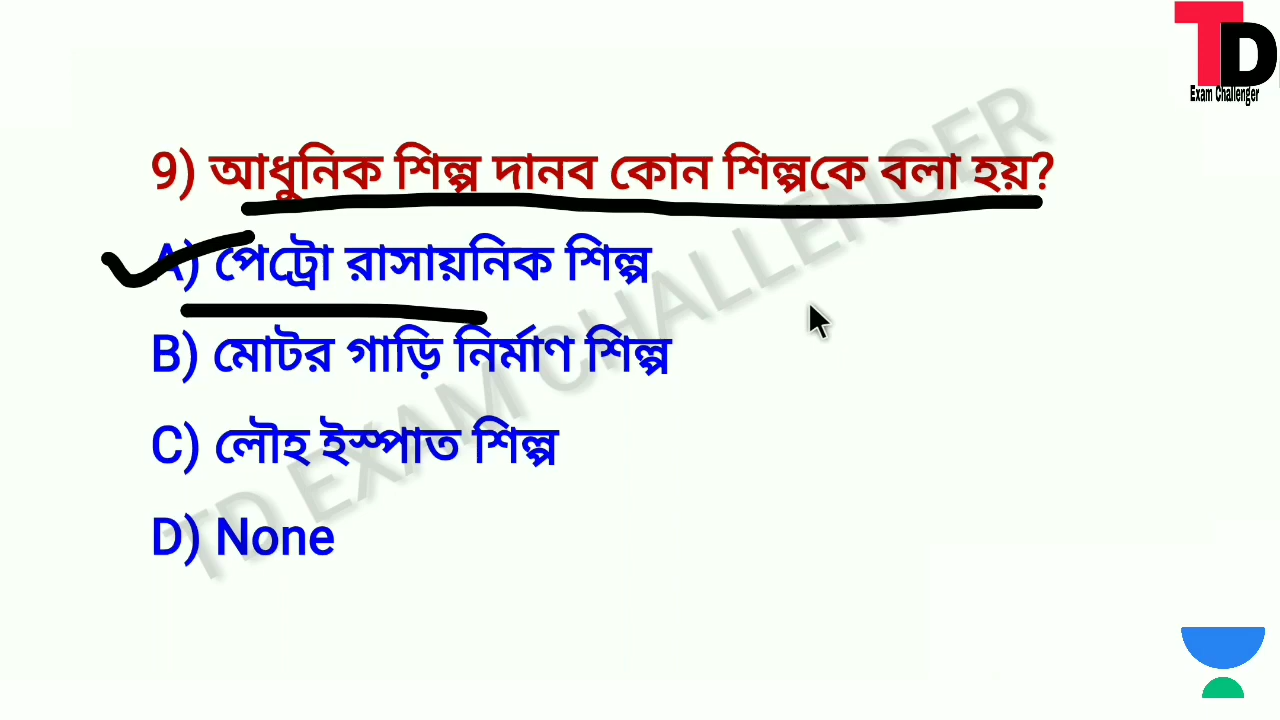 TD
Exam Challenger
9) আধুনিক শিল্প দানব কোন শিল্পকে বলা হয়?
A) পেট্রো রাসায়নিক শিল্প
B) মোটর গাড়ি নির্মাণ শিল্প
C) লৌহ ইস্পাত শিল্প
D) None
TD EXAM CHALLENGER